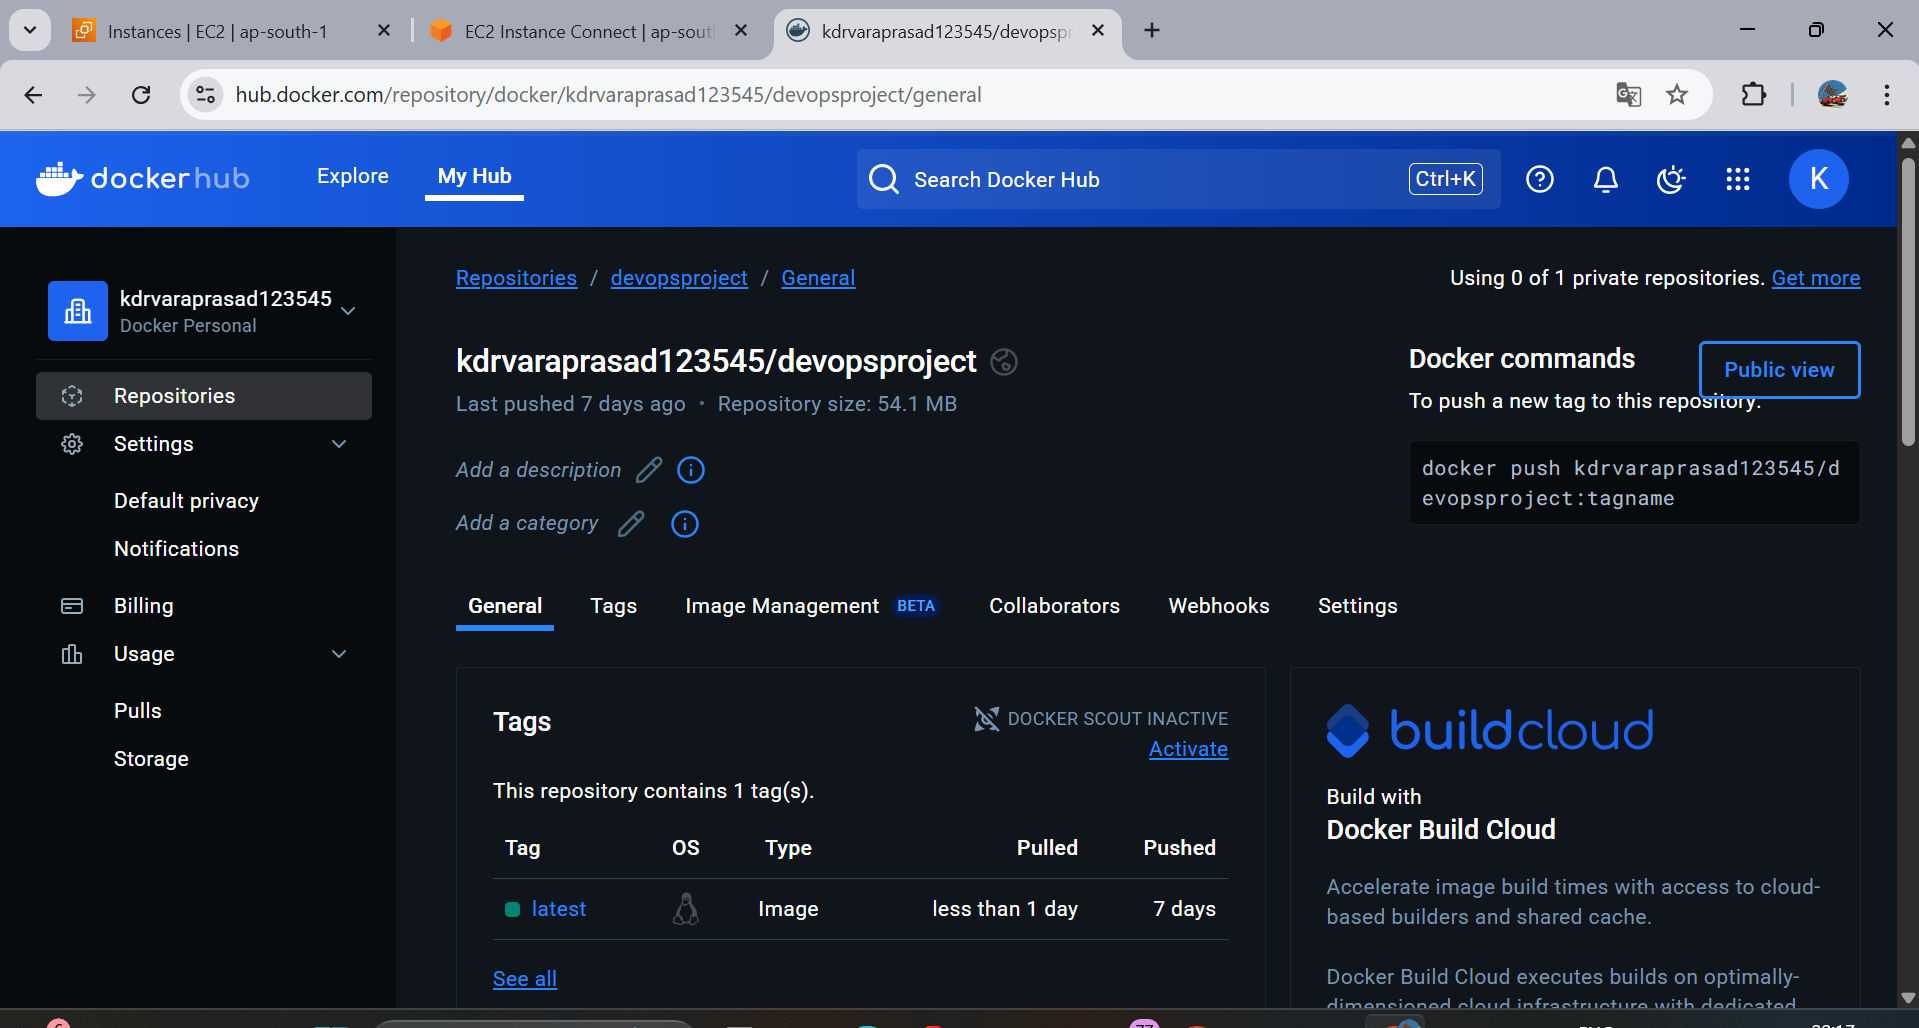 Instances | EC2 | ap-south-1
EC2 Instance Connect | ap-sout
kdrvaraprasad123545/devopsp
hub.docker.com/repository/docker/kdrvaraprasad123545/devopsproject/general
dockerhub
Explore
My Hub
Search Docker Hub
Ctrl+K
K
kdrvaraprasad123545
Docker Personal
Repositories
Settings
Default privacy
Notifications
Billing
Usage
Pulls
Storage
Repositories / devopsproject / General
Using 0 of 1 private repositories. Get more
kdrvaraprasad123545/devopsproject
Last pushed 7 days ago • Repository size: 54.1 MB
Add a description
Add a category
Docker commands
Public view
To push a new tag to this repository.
docker push kdrvaraprasad123545/d
evopsproject:tagname
General
Tags
Image Management BETA
Collaborators
Webhooks
Settings
Tags
DOCKER SCOUT INACTIVE
Activate
This repository contains 1 tag(s).
Tag OS Type Pulled Pushed
latest Image less than 1 day 7 days
See all
buildcloud
Build with
Docker Build Cloud
Accelerate image build times with access to cloud-
based builders and shared cache.
Docker Build Cloud executes builds on optimally-
dimensioned cloud infrastructure with dedicated